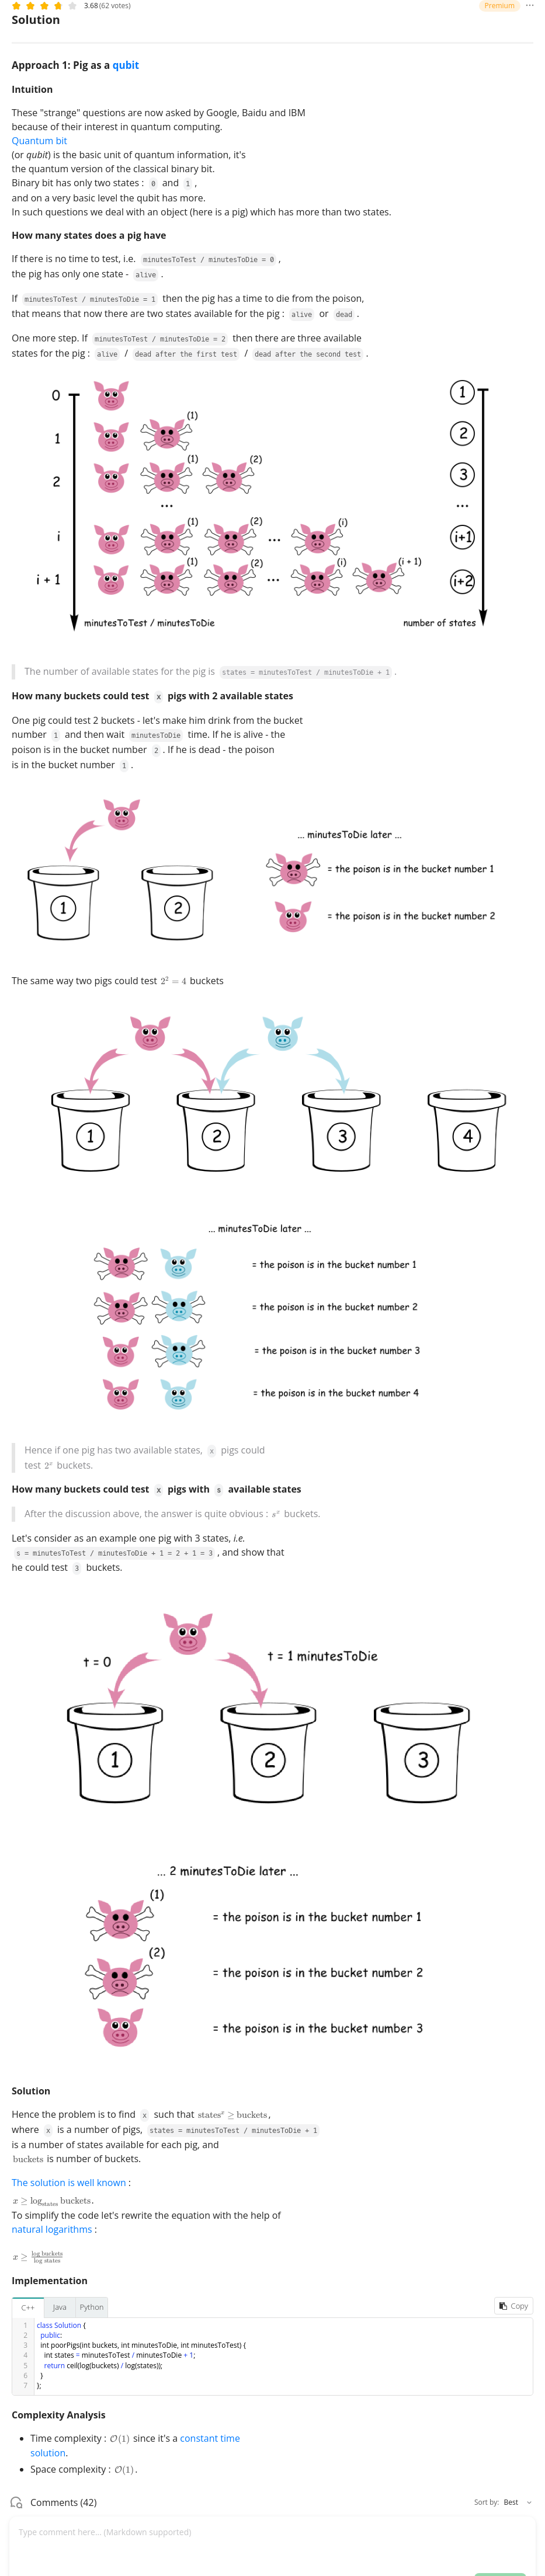 3.68 (62 votes)
Premium
Solution
Approach 1: Pig as a qubit
Intuition
These "strange" questions are now asked by Google, Baidu and IBM
because of their interest in quantum computing.
Quantum bit
(or qubit) is the basic unit of quantum information, it's
the quantum version of the classical binary bit.
Binary bit has only two states : 0 and 1 ,
and on a very basic level the qubit has more.
In such questions we deal with an object (here is a pig) which has more than two states.
How many states does a pig have
If there is no time to test, i.e. minutesToTest / minutesToDie = 0 ,
the pig has only one state - alive .
If minutesToTest / minutesToDie = 1 then the pig has a time to die from the poison,
that means that now there are two states available for the pig : alive or dead .
One more step. If minutesToTest / minutesToDie = 2 then there are three available
states for the pig : alive / dead after the first test / dead after the second test .
0 1
1 (1) 2
2 (1) (2) 3
... ...
i (1) (2) ... (i) i+1
i + 1 (1) (2) ... (i) (i + 1) i+2
minutesToTest / minutesToDie number of states
The number of available states for the pig is states = minutesToTest / minutesToDie + 1 .
How many buckets could test x pigs with 2 available states
One pig could test 2 buckets - let's make him drink from the bucket
number 1 and then wait minutesToDie time. If he is alive - the
poison is in the bucket number 2 . If he is dead - the poison
is in the bucket number 1 .
... minutesToDie later ...
= the poison is in the bucket number 1
1 2
= the poison is in the bucket number 2
The same way two pigs could test 2² = 4 buckets
1 2 3 4
... minutesToDie later ...
= the poison is in the bucket number 1
= the poison is in the bucket number 2
= the poison is in the bucket number 3
= the poison is in the bucket number 4
Hence if one pig has two available states, x pigs could
test 2ˣ buckets.
How many buckets could test x pigs with s available states
After the discussion above, the answer is quite obvious : sˣ buckets.
Let's consider as an example one pig with 3 states, i.e.
s = minutesToTest / minutesToDie + 1 = 2 + 1 = 3 , and show that
he could test 3 buckets.
t = 0 t = 1 minutesToDie
1 2 3
... 2 minutesToDie later ...
(1) = the poison is in the bucket number 1
(2) = the poison is in the bucket number 2
= the poison is in the bucket number 3
Solution
Hence the problem is to find x such that statesˣ ≥ buckets,
where x is a number of pigs, states = minutesToTest / minutesToDie + 1
is a number of states available for each pig, and
buckets is number of buckets.
The solution is well known :
x ≥ log_states buckets.
To simplify the code let's rewrite the equation with the help of
natural logarithms :
x ≥ log buckets / log states
Implementation
C++ Java Python Copy
1 class Solution {
2 public:
3 int poorPigs(int buckets, int minutesToDie, int minutesToTest) {
4 int states = minutesToTest / minutesToDie + 1;
5 return ceil(log(buckets) / log(states));
6 }
7 };
Complexity Analysis
• Time complexity : O(1) since it's a constant time
solution.
• Space complexity : O(1).
Comments (42) Sort by: Best
Type comment here... (Markdown supported)